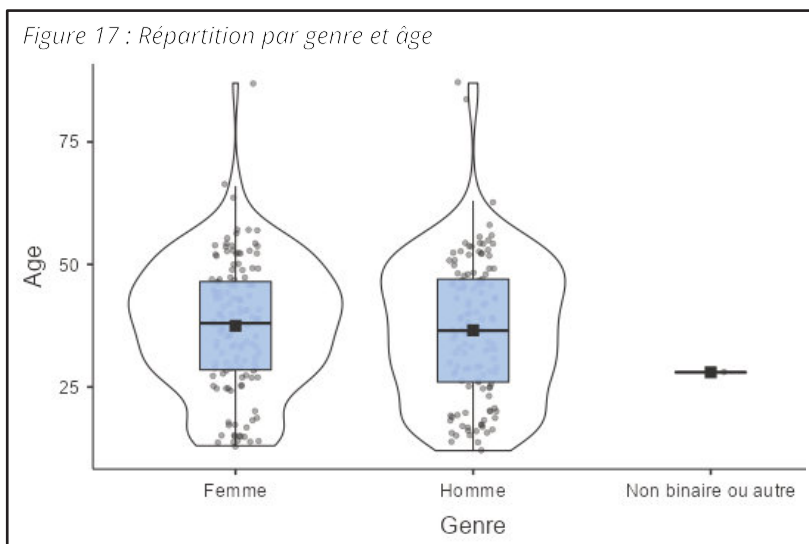 Figure 17 : Répartition par genre et âge
75
50
25
Age
Femme
Homme
Non binaire ou autre
Genre